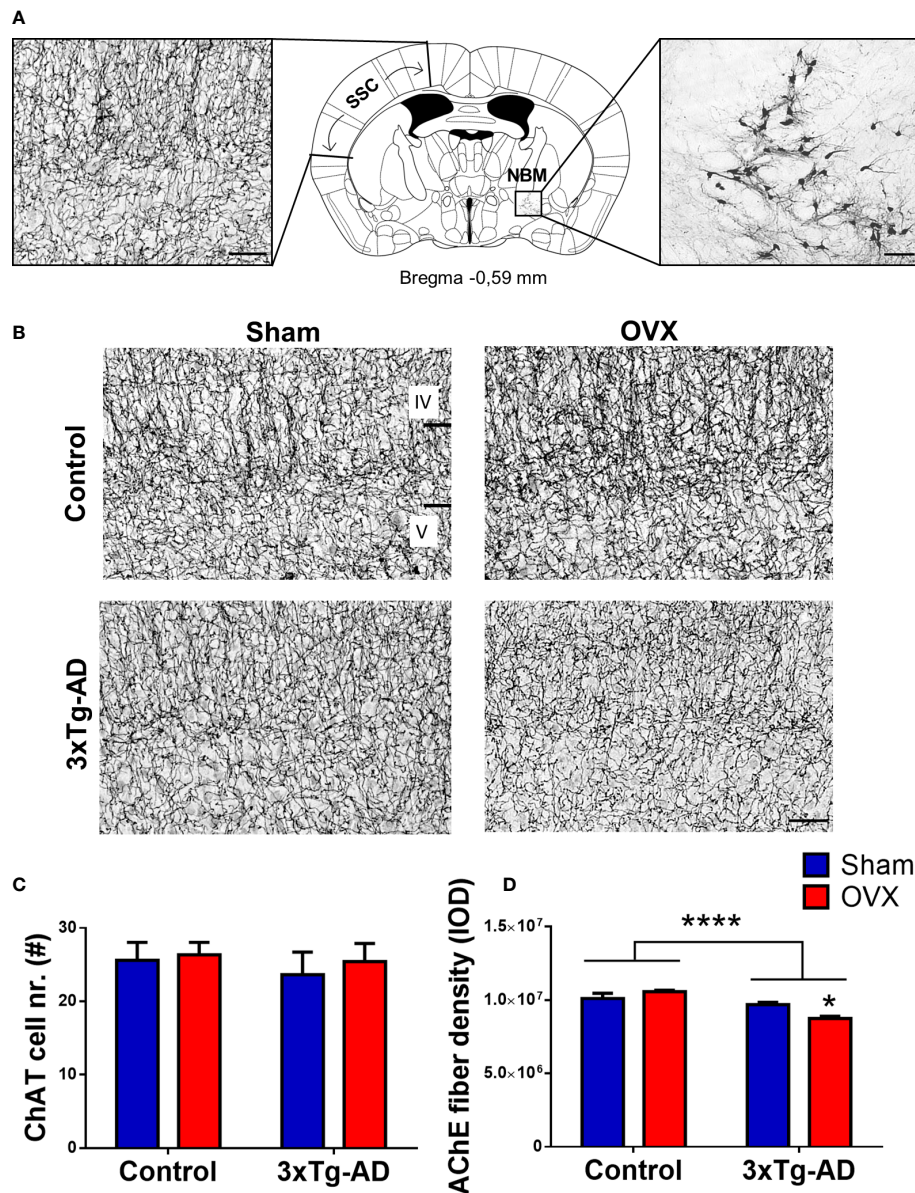 A
SSC
NBM
Bregma -0,59 mm
B
Sham
OVX
Control
IV
V
3xTg-AD
Sham
OVX
C
ChAT cell nr. (#)
30
20
10
0
Control
3xTg-AD
D
AChE fiber density (IOD)
1.5×10⁷
1.0×10⁷
5.0×10⁶
0
****
*
Control
3xTg-AD